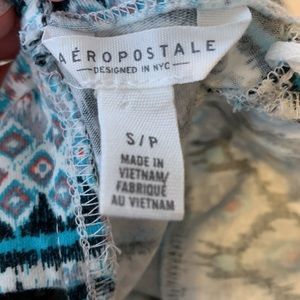 AÉROPOSTALE
DESIGNED IN NYC
S/P
MADE IN
VIETNAM/
FABRIQUÉ
AU VIETNAM